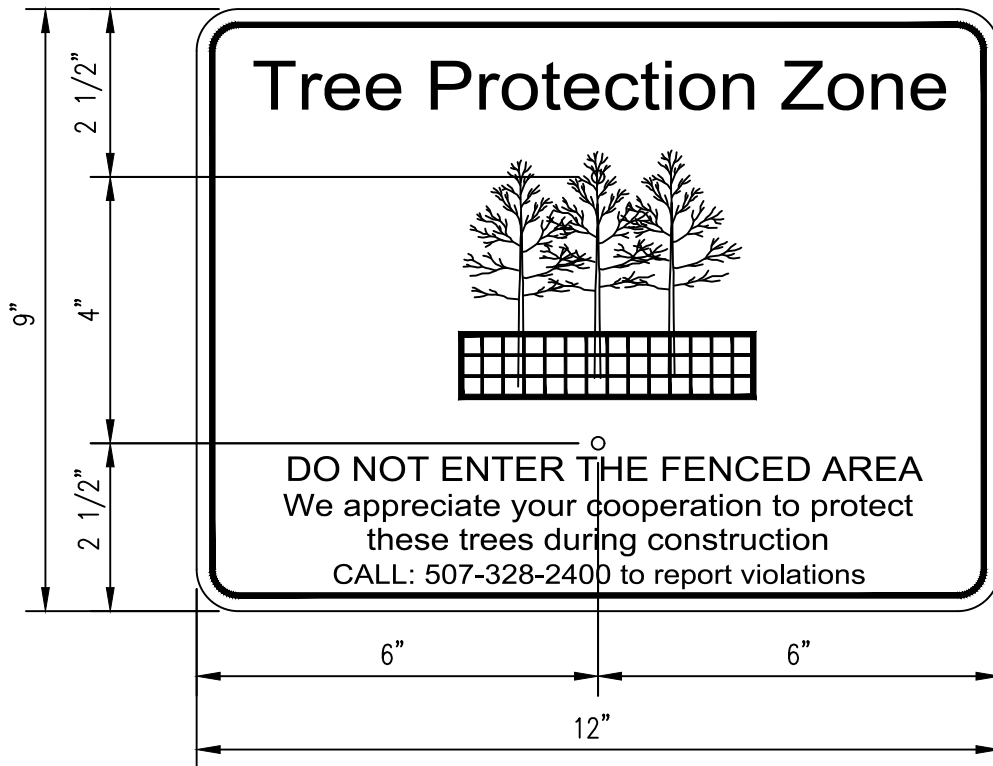 Tree Protection Zone
2 1/2”
4”
9”
2 1/2”
DO NOT ENTER THE FENCED AREA
We appreciate your cooperation to protect
these trees during construction
CALL: 507-328-2400 to report violations
6”
6”
12”